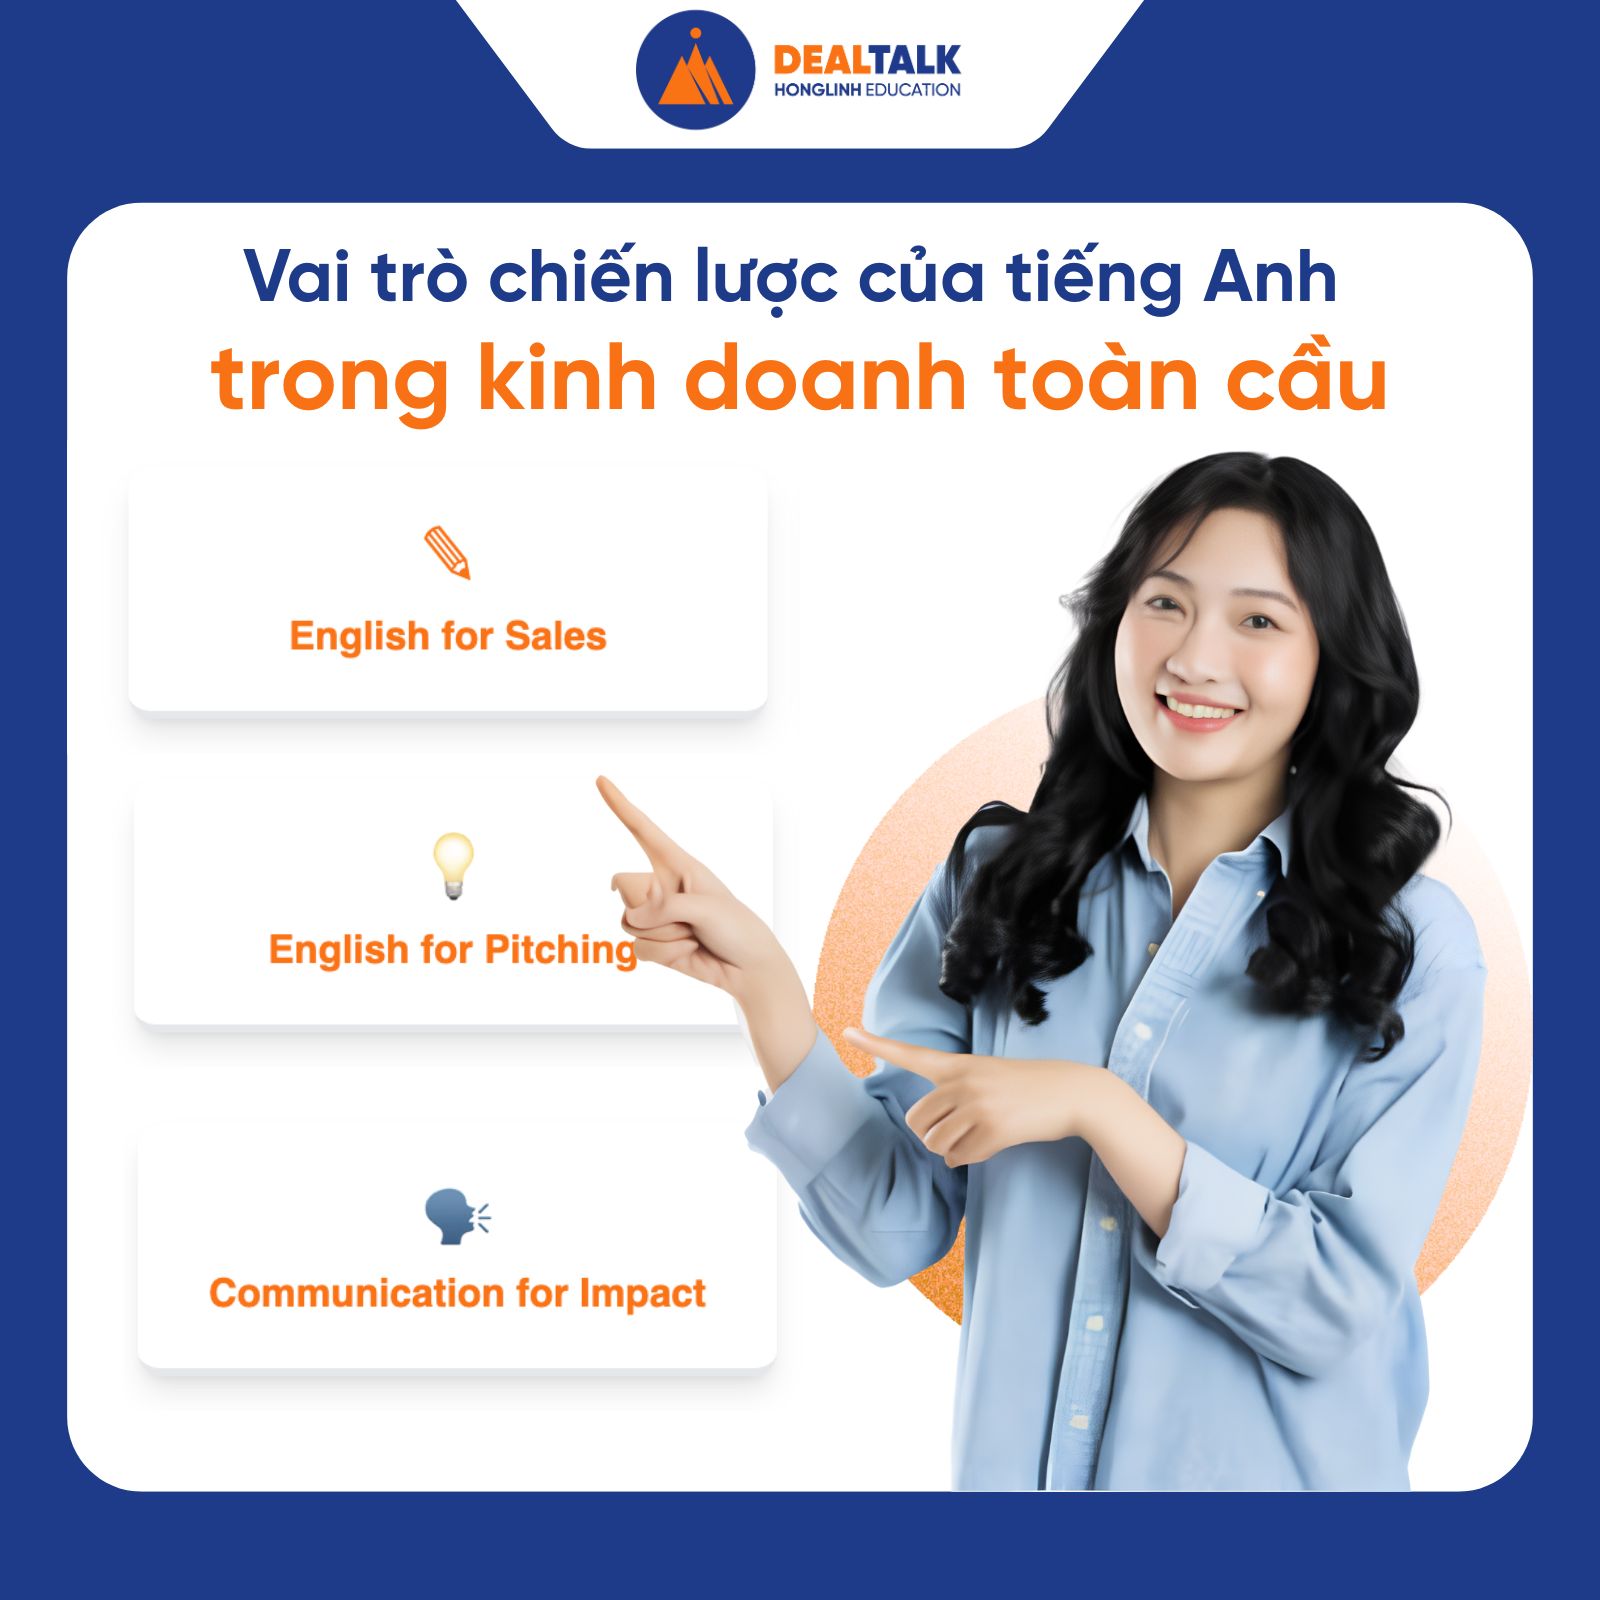 DEALTALK
HONGLINH EDUCATION
Vai trò chiến lược của tiếng Anh
trong kinh doanh toàn cầu
English for Sales
English for Pitching
Communication for Impact